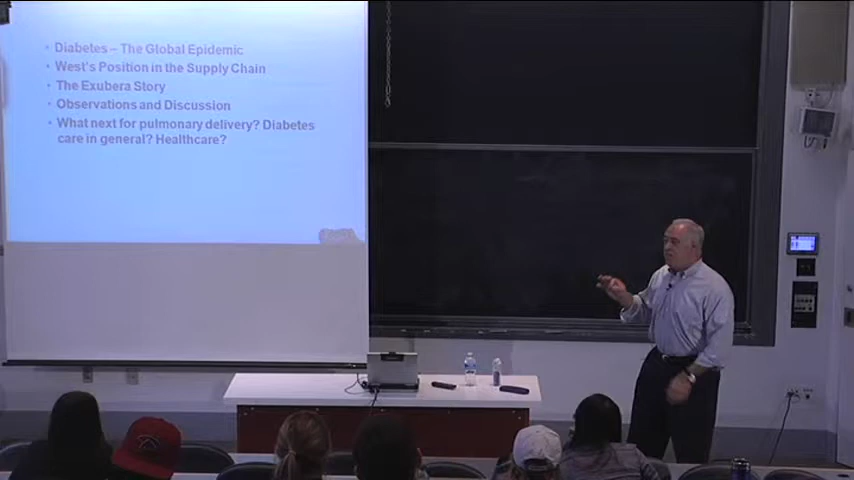 • Diabetes – The Global Epidemic
• West's Position in the Supply Chain
• The Exubera Story
• Observations and Discussion
• What next for pulmonary delivery? Diabetes
care in general? Healthcare?